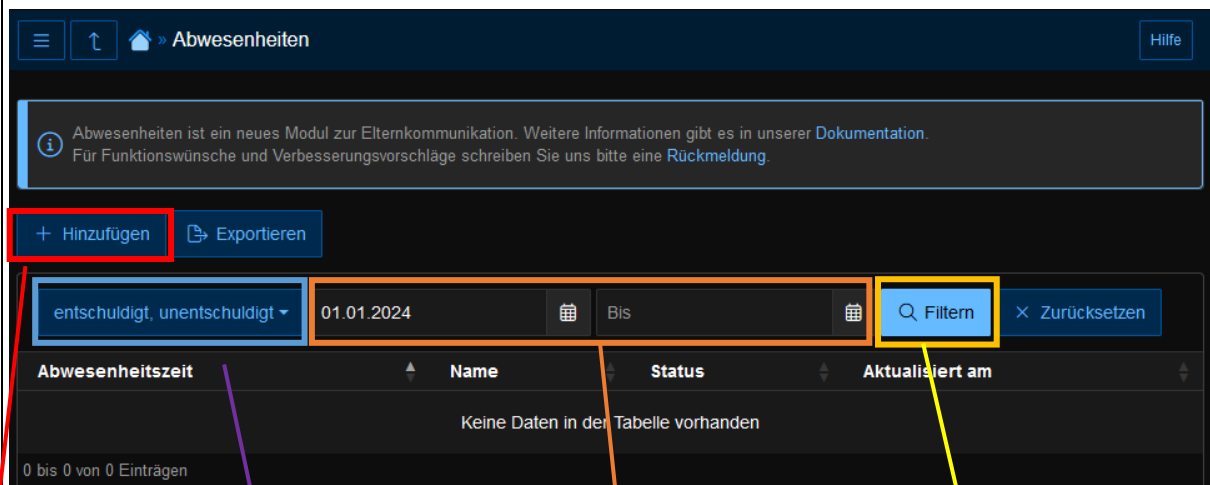 » Abwesenheiten Hilfe
Abwesenheiten ist ein neues Modul zur Elternkommunikation. Weitere Informationen gibt es in unserer Dokumentation.
Für Funktionswünsche und Verbesserungsvorschläge schreiben Sie uns bitte eine Rückmeldung.
+ Hinzufügen Exportieren
entschuldigt, unentschuldigt 01.01.2024 Bis Filtern × Zurücksetzen
Abwesenheitszeit Name Status Aktualisiert am
Keine Daten in der Tabelle vorhanden
0 bis 0 von 0 Einträgen